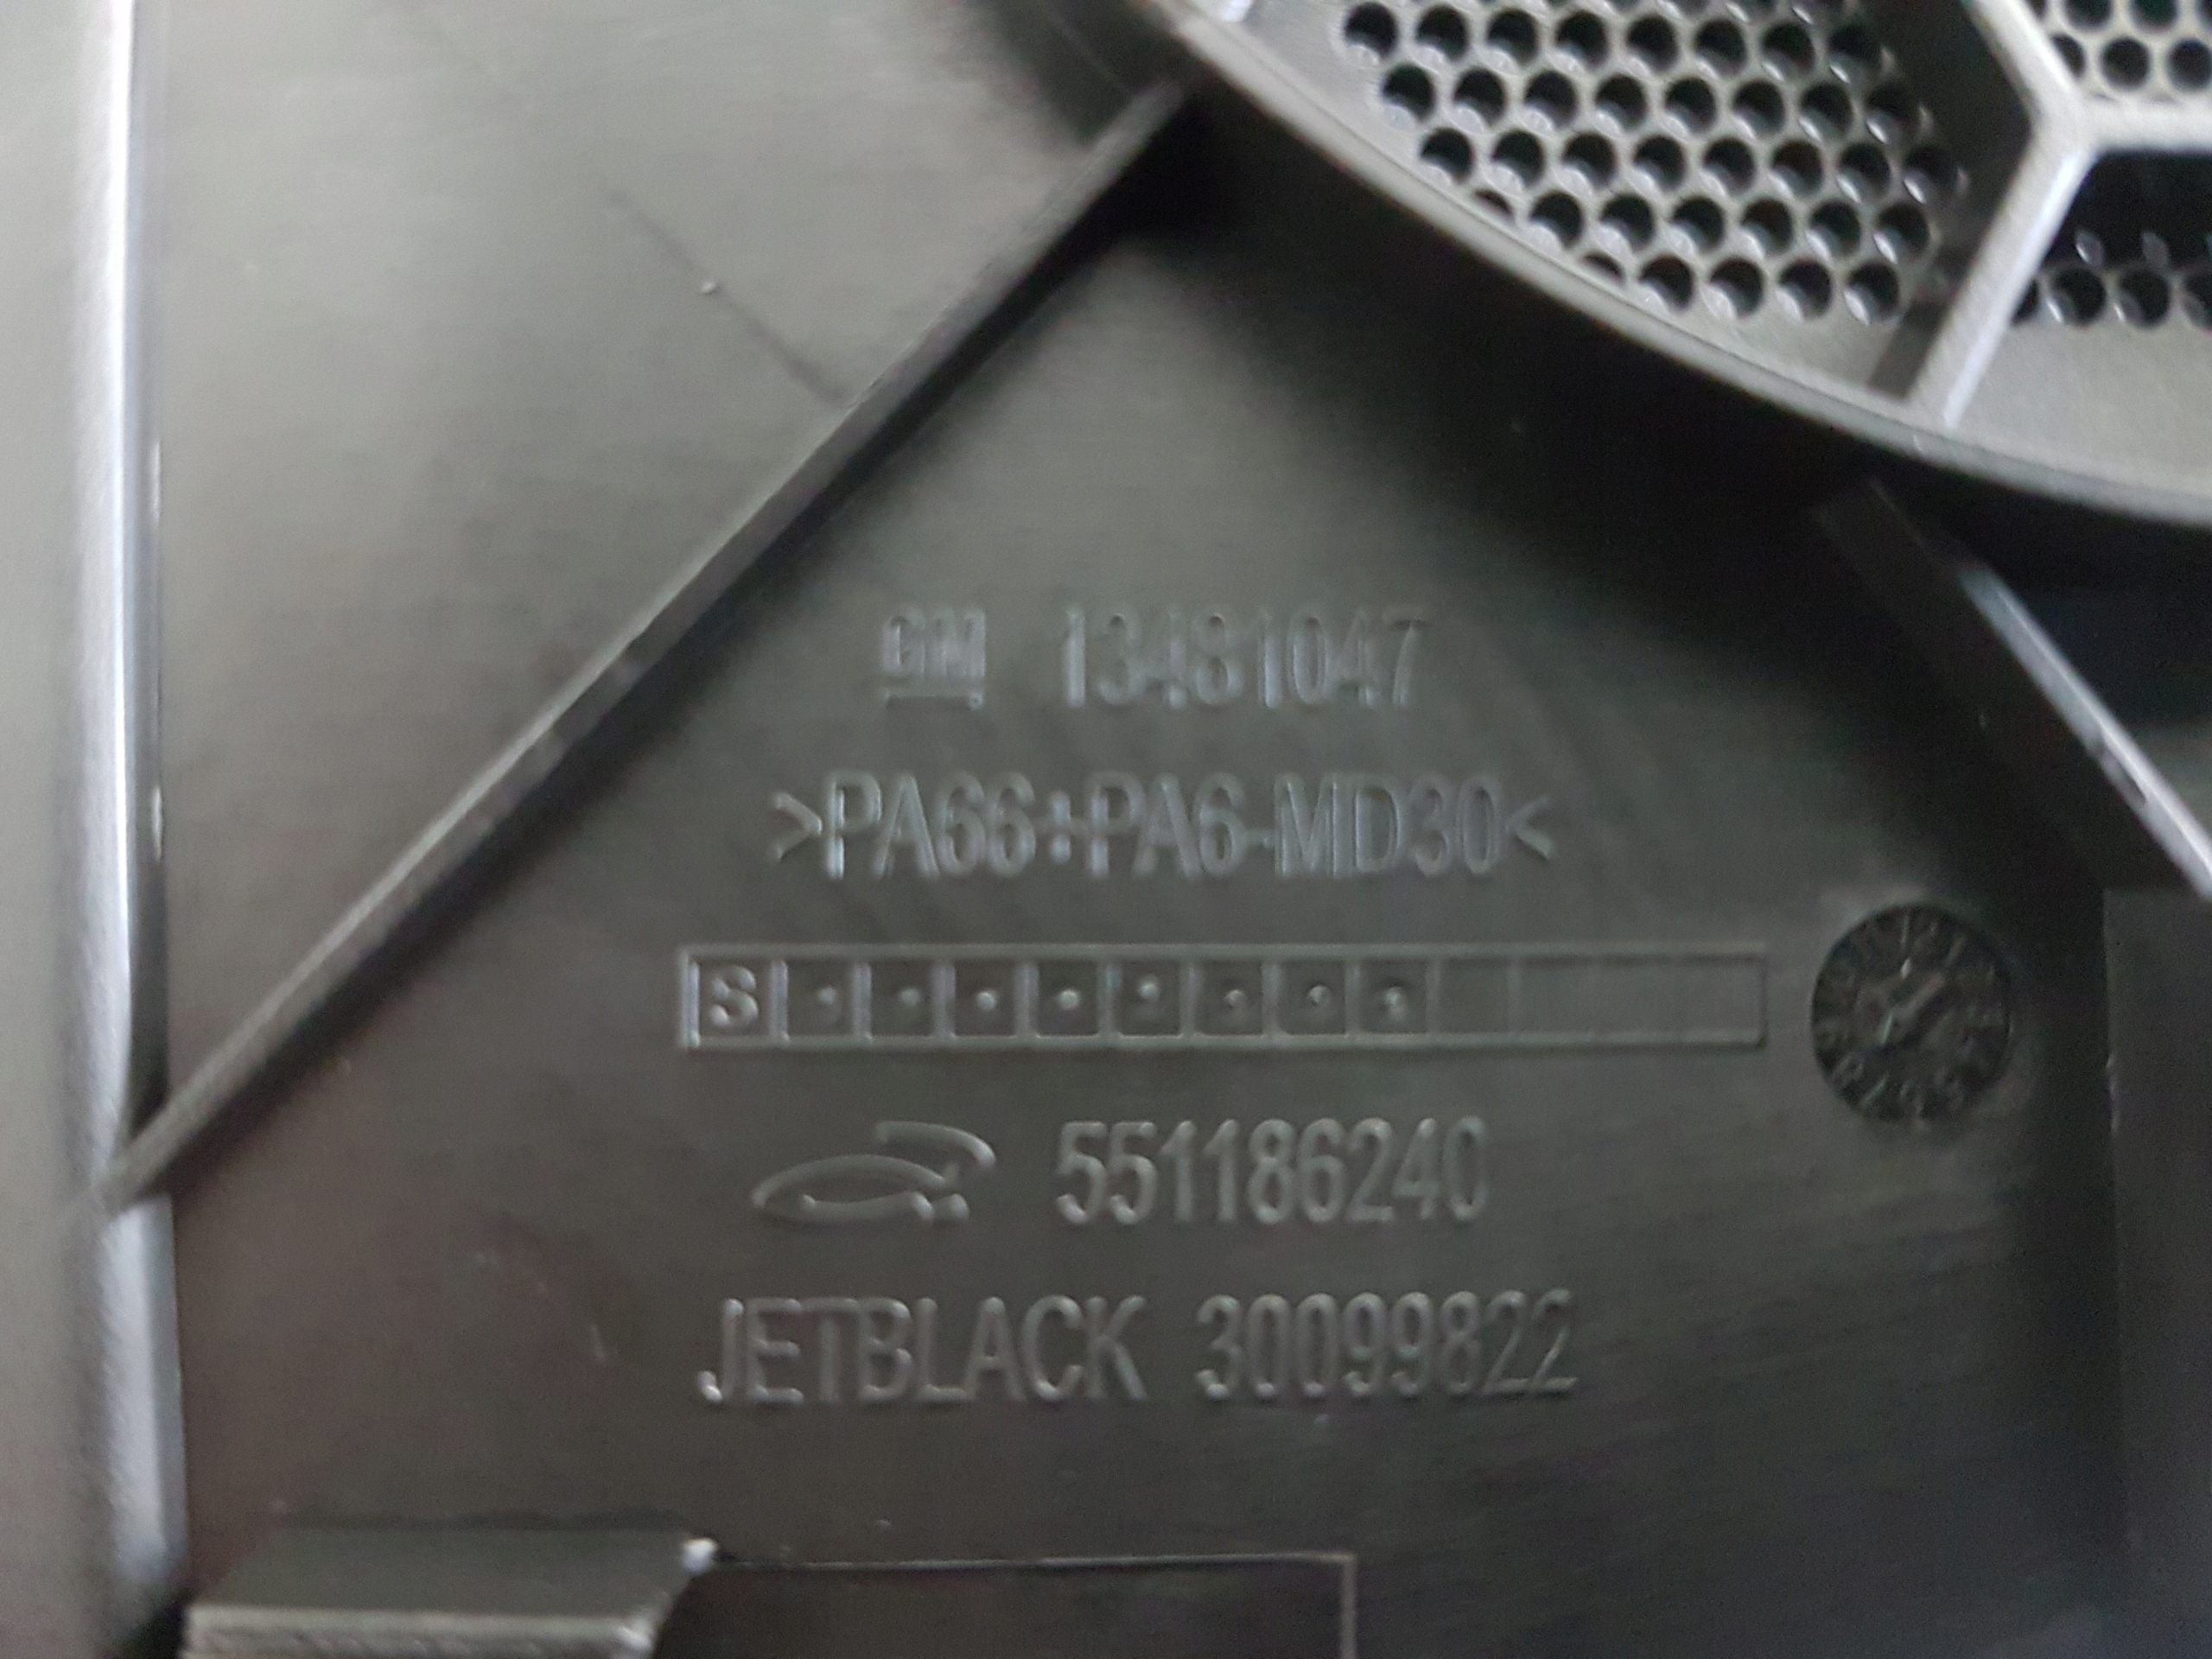 GM 13481047
>PA66+PA6-MD30<
S
551186240
JETBLACK 30099822